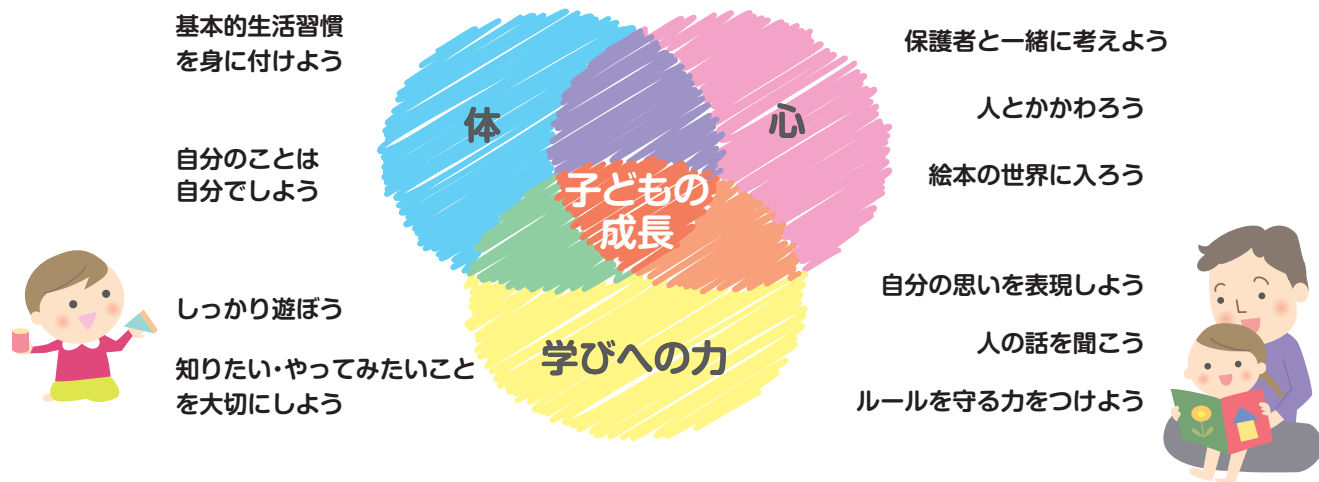 基本的生活習慣
を身に付けよう
自分のことは
自分でしよう
しっかり遊ぼう
知りたい・やってみたいこと
を大切にしよう
体
心
子どもの
成長
学びへの力
保護者と一緒に考えよう
人とかかわろう
絵本の世界に入ろう
自分の思いを表現しよう
人の話を聞こう
ルールを守る力をつけよう